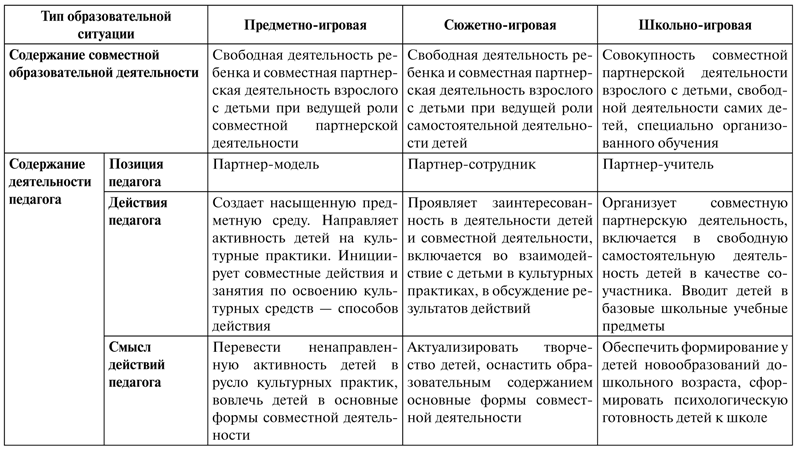 Тип образовательной
ситуации
Предметно-игровая
Сюжетно-игровая
Школьно-игровая
Содержание совместной
образовательной деятельности
Свободная деятельность ре-
бенка и совместная партнер-
ская деятельность взрослого
с детьми при ведущей роли
совместной партнерской
деятельности
Свободная деятельность ре-
бенка и совместная партнер-
ская деятельность взрослого
с детьми при ведущей роли
самостоятельной деятельно-
сти детей
Совокупность совместной
партнерской деятельности
взрослого с детьми, свобод-
ной деятельности самих де-
тей, специально организо-
ванного обучения
Содержание
деятельности
педагога
Позиция
педагога
Партнер-модель
Партнер-сотрудник
Партнер-учитель
Действия
педагога
Создает насыщенную пред-
метную среду. Направляет
активность детей на куль-
турные практики. Иниции-
рует совместные действия и
занятия по освоению куль-
турных средств — способов
действия
Проявляет заинтересован-
ность в деятельности детей
и совместной деятельности,
включается во взаимодей-
ствие с детьми в культурных
практиках, в обсуждение ре-
зультатов действий
Организует совместную
партнерскую деятельность,
включается в свободную
самостоятельную деятель-
ность детей в качестве со-
участника. Вводит детей в
базовые школьные учебные
предметы
Смысл
действий
педагога
Перевести ненаправлен-
ную активность детей в
русло культурных практик,
вовлечь детей в основные
формы совместной деятель-
ности
Актуализировать творче-
ство детей, оснастить обра-
зовательным содержанием
основные формы совмест-
ной деятельности
Обеспечить формирование у
детей новообразований до-
школьного возраста, сфор-
мировать психологическую
готовность детей к школе